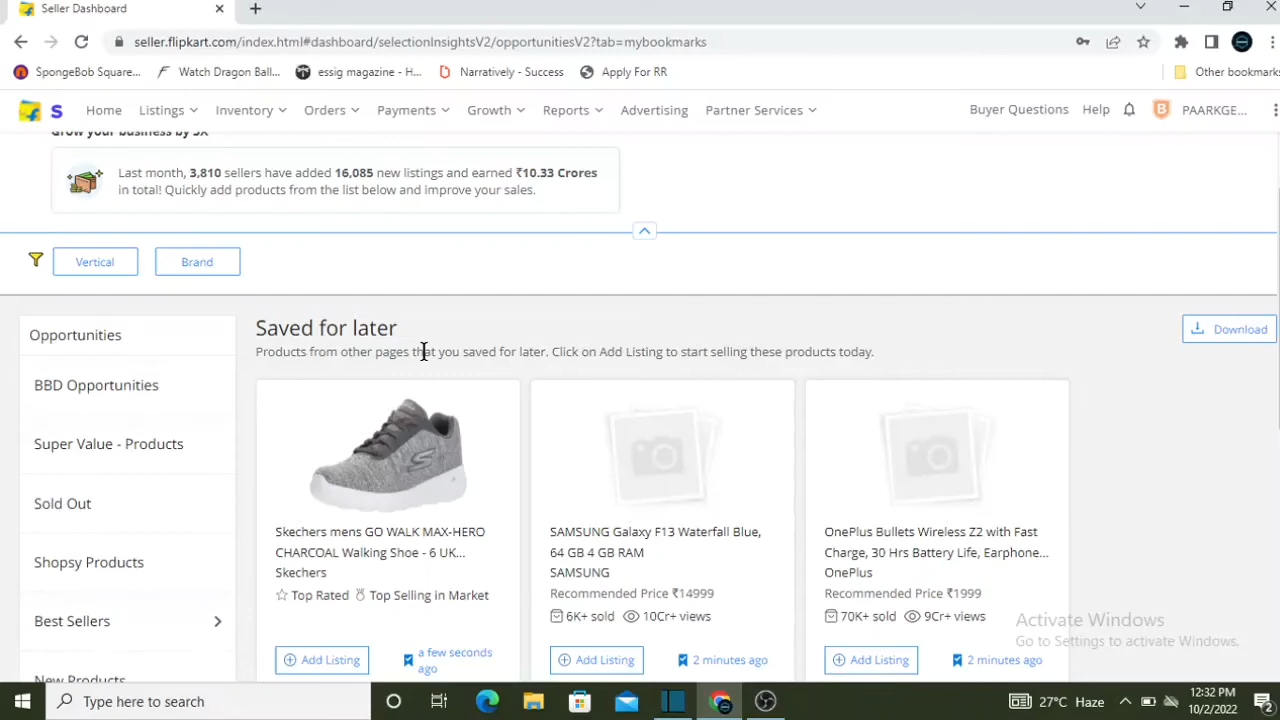 Seller Dashboard
seller.flipkart.com/index.html#dashboard/selectionInsightsV2/opportunitiesV2?tab=mybookmarks
SpongeBob Square... Watch Dragon Ball... essig magazine - H... Narratively - Success Apply For RR Other bookmarks
S Home Listings Inventory Orders Payments Growth Reports Advertising Partner Services Buyer Questions Help B PAARKGE...
Grow your business by 3X
Last month, 3,810 sellers have added 16,085 new listings and earned ₹10.33 Crores
in total! Quickly add products from the list below and improve your sales.
Vertical Brand
Opportunities
BBD Opportunities
Super Value - Products
Sold Out
Shopsy Products
Best Sellers
New Products
Saved for later
Download
Products from other pages that you saved for later. Click on Add Listing to start selling these products today.
Skechers mens GO WALK MAX-HERO
CHARCOAL Walking Shoe - 6 UK...
Skechers
Top Rated Top Selling in Market
Add Listing
a few seconds
ago
SAMSUNG Galaxy F13 Waterfall Blue,
64 GB 4 GB RAM
SAMSUNG
Recommended Price ₹14999
6K+ sold 10Cr+ views
Add Listing 2 minutes ago
OnePlus Bullets Wireless Z2 with Fast
Charge, 30 Hrs Battery Life, Earphone...
OnePlus
Recommended Price ₹1999
70K+ sold 9Cr+ views
Add Listing 2 minutes ago
Activate Windows
Go to Settings to activate Windows.
Type here to search
27°C Haze
12:32 PM
10/2/2022
2